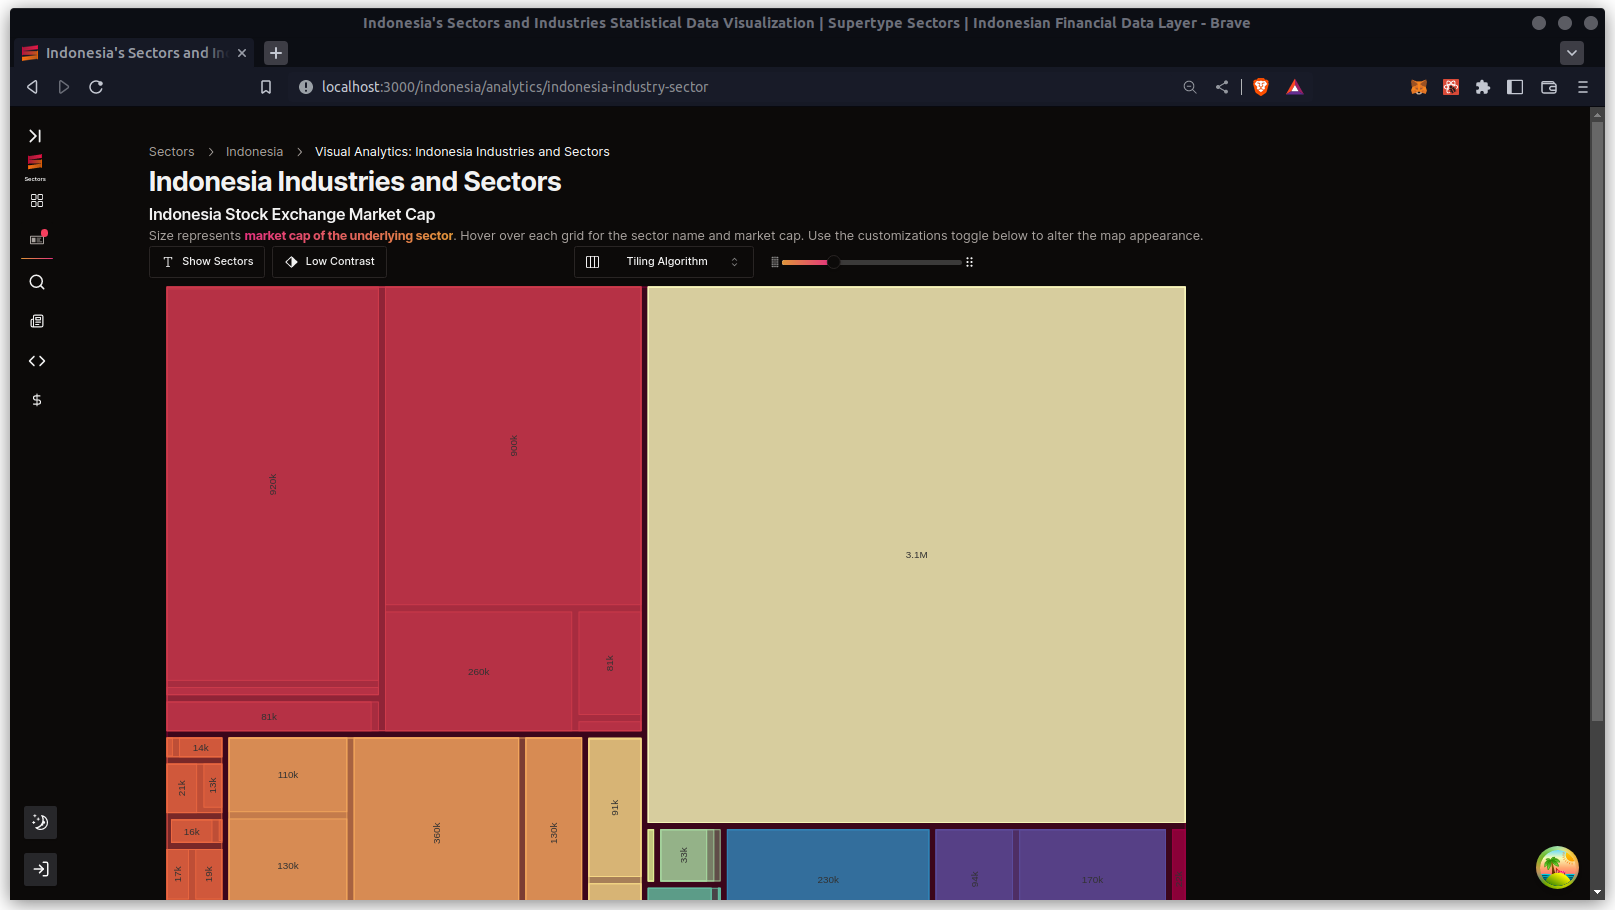 Indonesia's Sectors and Industries Statistical Data Visualization | Supertype Sectors | Indonesian Financial Data Layer - Brave
Indonesia's Sectors and In
localhost:3000/indonesia/analytics/indonesia-industry-sector
Sectors
Sectors > Indonesia > Visual Analytics: Indonesia Industries and Sectors
Indonesia Industries and Sectors
Indonesia Stock Exchange Market Cap
Size represents market cap of the underlying sector. Hover over each grid for the sector name and market cap. Use the customizations toggle below to alter the map appearance.
Show Sectors
Low Contrast
Tiling Algorithm
920k
900k
3.1M
260k
81k
81k
14k
110k
21k
13k
360k
130k
91k
16k
130k
17k
19k
33k
230k
94k
170k